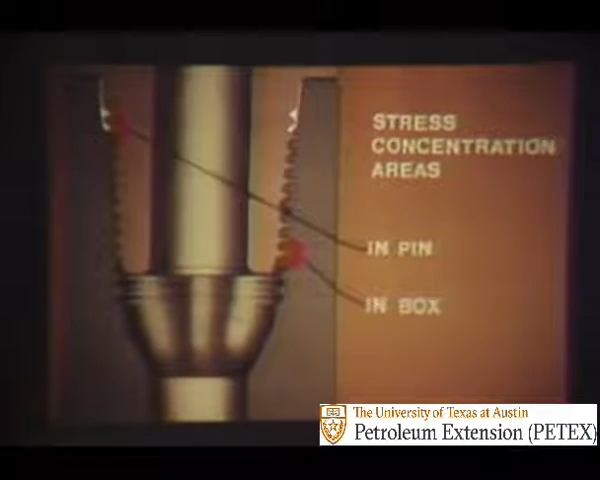 STRESS
CONCENTRATION
AREAS
IN PIN
IN BOX
The University of Texas at Austin
Petroleum Extension (PETEX)